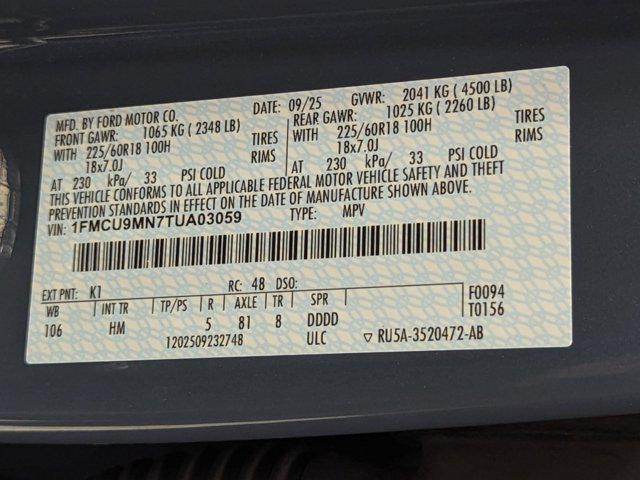 MFD. BY FORD MOTOR CO. DATE: 09/25 GVWR: 2041 KG ( 4500 LB)
FRONT GAWR: 1065 KG ( 2348 LB) REAR GAWR: 1025 KG ( 2260 LB)
WITH 225/60R18 100H TIRES WITH 225/60R18 100H TIRES
18x7.0J RIMS 18x7.0J RIMS
AT 230 kPa/ 33 PSI COLD AT 230 kPa/ 33 PSI COLD
THIS VEHICLE CONFORMS TO ALL APPLICABLE FEDERAL MOTOR VEHICLE SAFETY AND THEFT
PREVENTION STANDARDS IN EFFECT ON THE DATE OF MANUFACTURE SHOWN ABOVE.
VIN: 1FMCU9MN7TUA03059 TYPE: MPV
EXT PNT: K1 RC: 48 DSO:
WB INT TR TP/PS R AXLE TR SPR F0094
106 HM 5 81 8 DDDD T0156
1202509232748 ULC ▽ RU5A-3520472-AB